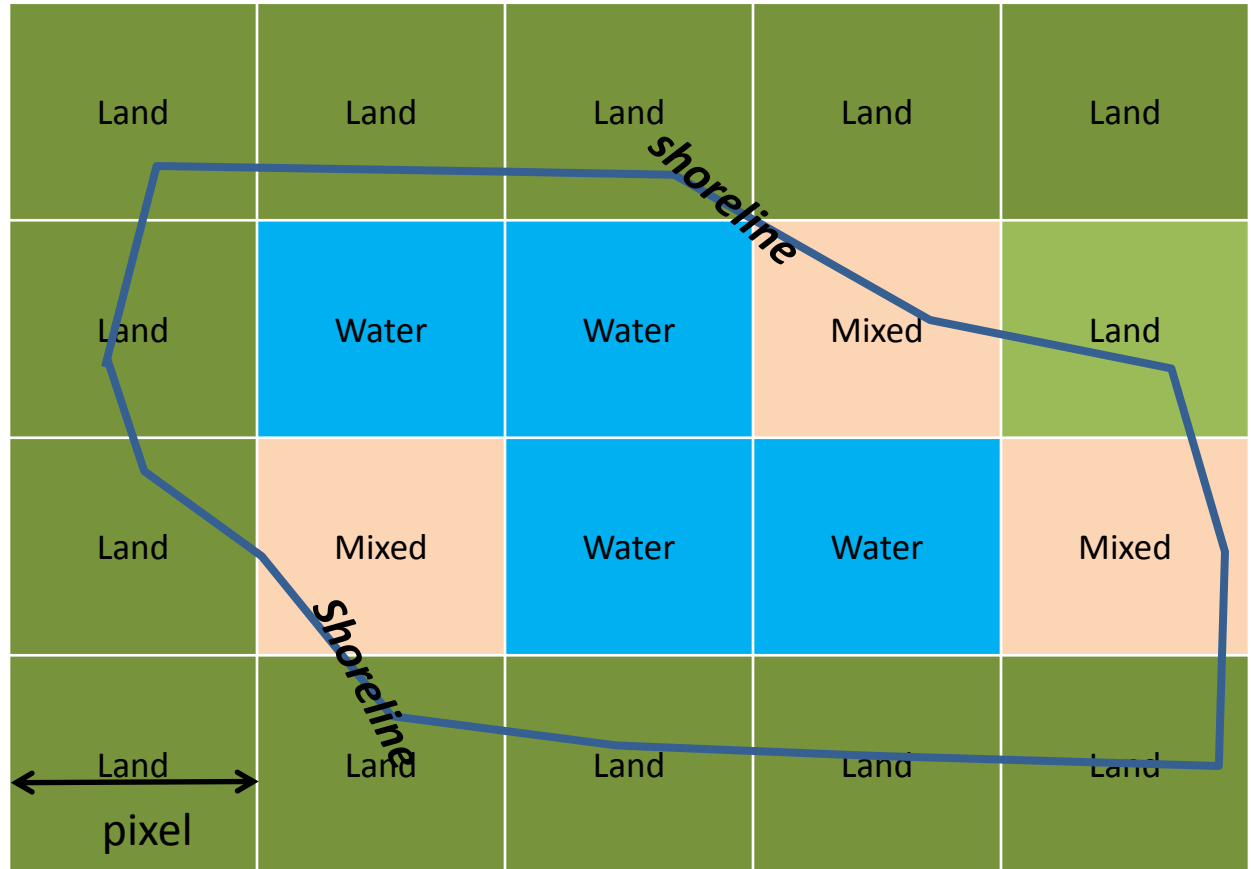 Land Land Land Land Land
shoreline
Land Water Water Mixed Land
Land Mixed Water Water Mixed
Shoreline
Land Land Land Land Land
pixel